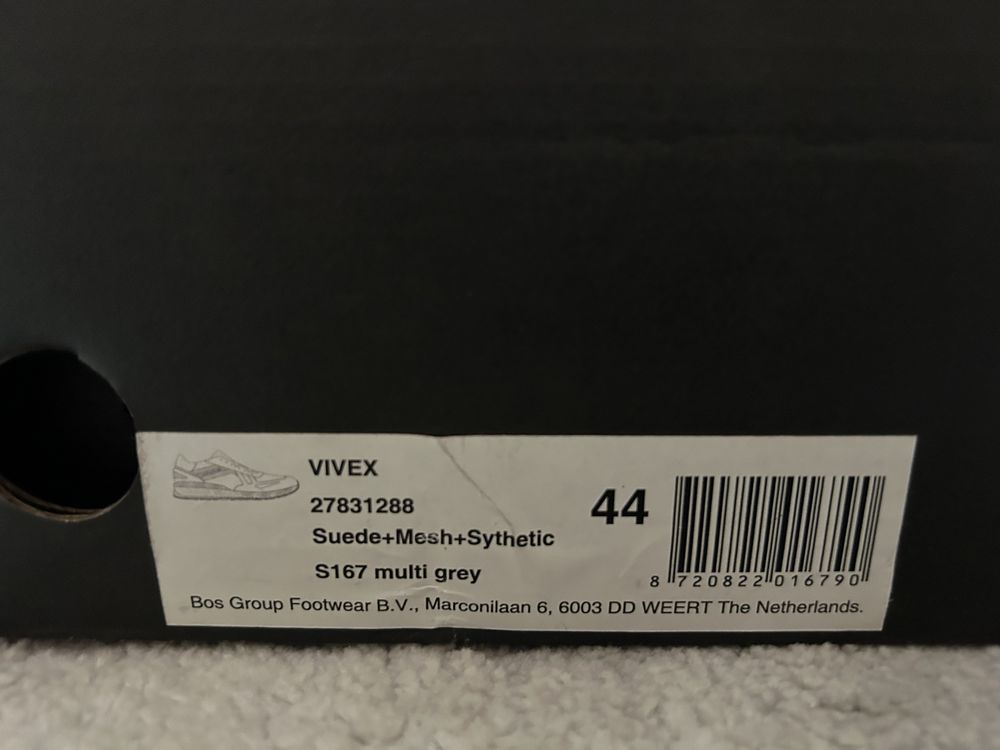 VIVEX
27831288
Suede+Mesh+Sythetic
S167 multi grey
44
8 720822 016790
Bos Group Footwear B.V., Marconilaan 6, 6003 DD WEERT The Netherlands.